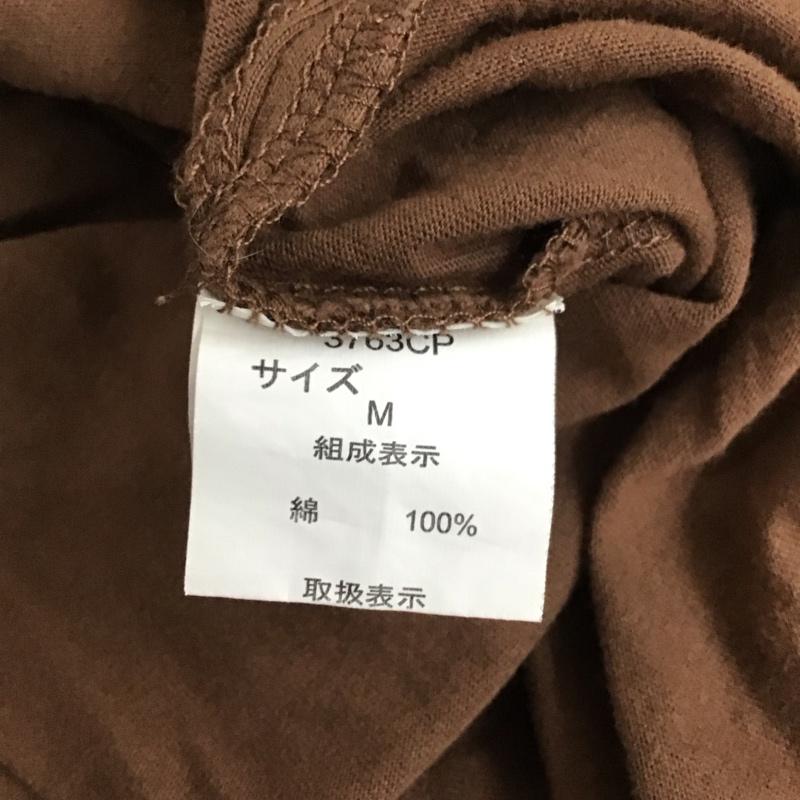 3763CP
サイズ
M
組成表示
綿 100%
取扱表示